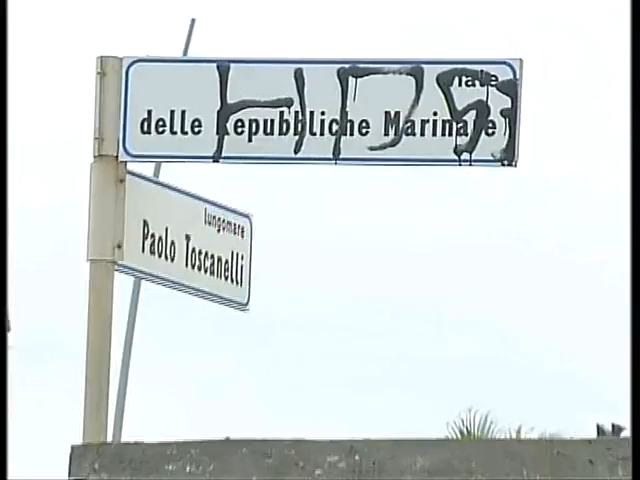 Viale
delle Repubbliche Marinare
lungomare
Paolo Toscanelli